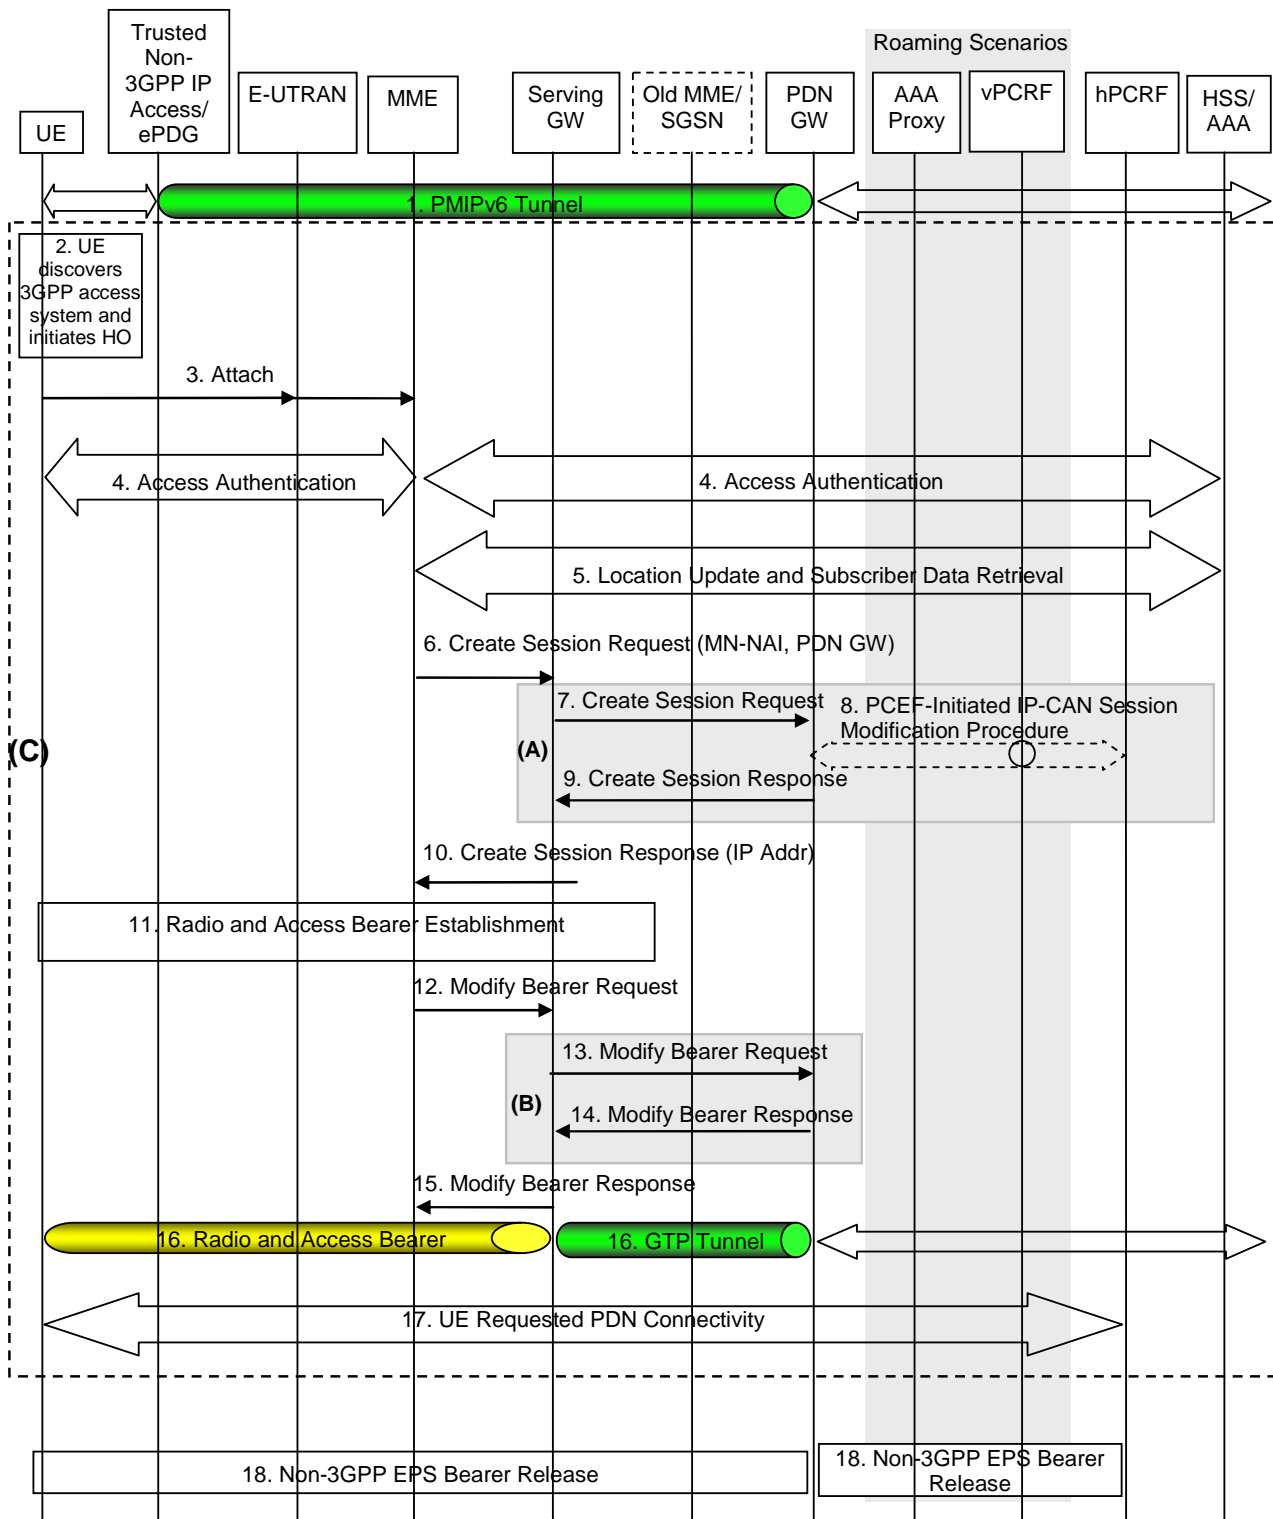 Roaming Scenarios
Trusted
Non-
3GPP IP
Access/
ePDG
UE
E-UTRAN
MME
Serving
GW
Old MME/
SGSN
PDN
GW
AAA
Proxy
vPCRF
hPCRF
HSS/
AAA
1. PMIPv6 Tunnel
2. UE
discovers
3GPP access
system and
initiates HO
3. Attach
4. Access Authentication
4. Access Authentication
5. Location Update and Subscriber Data Retrieval
6. Create Session Request (MN-NAI, PDN GW)
7. Create Session Request
8. PCEF-Initiated IP-CAN Session
Modification Procedure
(C)
(A)
9. Create Session Response
10. Create Session Response (IP Addr)
11. Radio and Access Bearer Establishment
12. Modify Bearer Request
13. Modify Bearer Request
(B)
14. Modify Bearer Response
15. Modify Bearer Response
16. Radio and Access Bearer
16. GTP Tunnel
17. UE Requested PDN Connectivity
18. Non-3GPP EPS Bearer Release
18. Non-3GPP EPS Bearer
Release